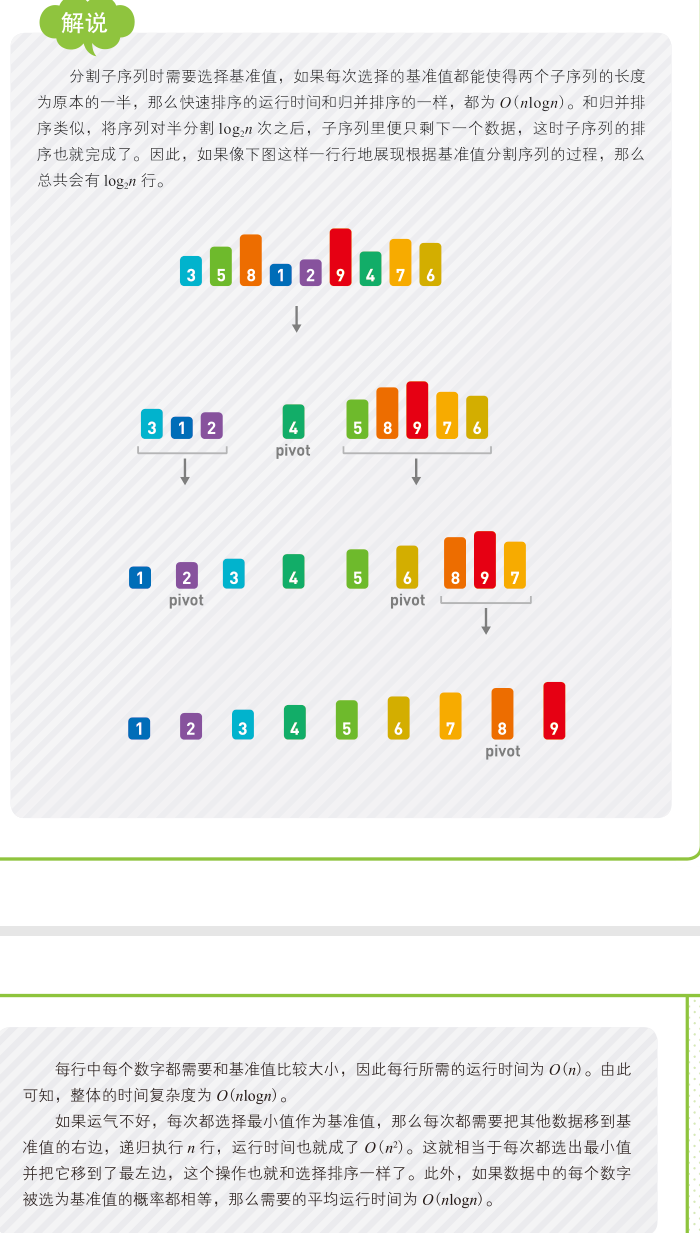 解说
分割子序列时需要选择基准值，如果每次选择的基准值都能使得两个子序列的长度
为原本的一半，那么快速排序的运行时间和归并排序的一样，都为 O(nlogn)。和归并排
序类似，将序列对半分割 log₂n 次之后，子序列里便只剩下一个数据，这时子序列的排
序也就完成了。因此，如果像下图这样一行行地展现根据基准值分割序列的过程，那么
总共会有 log₂n 行。
3 5 8 1 2 9 4 7 6
3 1 2 4 5 8 9 7 6
pivot
1 2 3 4 5 6 8 9 7
pivot pivot
1 2 3 4 5 6 7 8 9
pivot
每行中每个数字都需要和基准值比较大小，因此每行所需的运行时间为 O(n)。由此
可知，整体的时间复杂度为 O(nlogn)。
如果运气不好，每次都选择最小值作为基准值，那么每次都需要把其他数据移到基
准值的右边，递归执行 n 行，运行时间也就成了 O(n²)。这就相当于每次都选出最小值
并把它移到了最左边，这个操作也就和选择排序一样了。此外，如果数据中的每个数字
被选为基准值的概率都相等，那么需要的平均运行时间为 O(nlogn)。